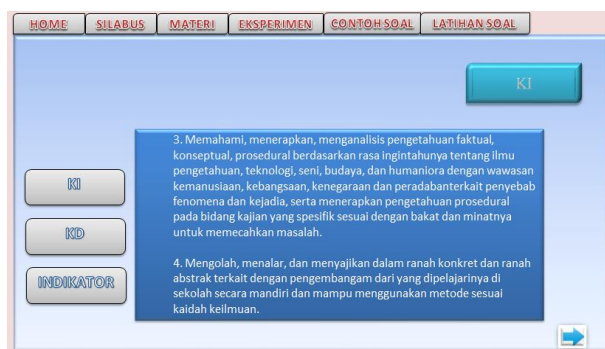 HOME
SILABUS
MATERI
EKSPERIMEN
CONTOH SOAL
LATIHAN SOAL
KI
3. Memahami, menerapkan, menganalisis pengetahuan faktual,
konseptual, prosedural berdasarkan rasa ingintahunya tentang ilmu
pengetahuan, teknologi, seni, budaya, dan humaniora dengan wawasan
kemanusiaan, kebangsaan, kenegaraan dan peradabanterkait penyebab
fenomena dan kejadia, serta menerapkan pengetahuan prosedural
pada bidang kajian yang spesifik sesuai dengan bakat dan minatnya
untuk memecahkan masalah.
4. Mengolah, menalar, dan menyajikan dalam ranah konkret dan ranah
abstrak terkait dengan pengembangam dari yang dipelajarinya di
sekolah secara mandiri dan mampu menggunakan metode sesuai
kaidah keilmuan.
KI
KD
INDIKATOR